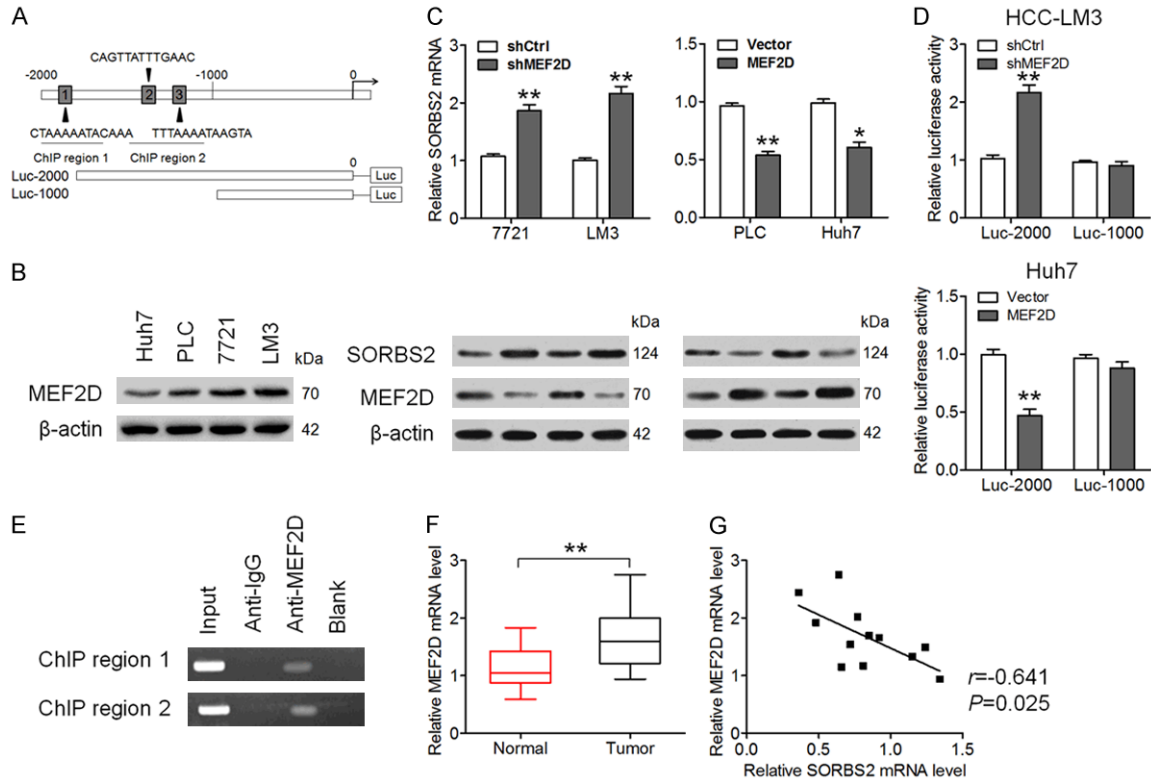 A
CAGTTATTTGAAC
-2000 -1000 0
1 2 3
CTAAAAATACAAA TTTAAAATAAGTA
ChIP region 1 ChIP region 2
0
Luc-2000 Luc
Luc-1000 Luc
B
Huh7 PLC 7721 LM3 kDa
MEF2D 70
β-actin 42
kDa kDa
SORBS2 124 124
MEF2D 70 70
β-actin 42 42
C
Relative SORBS2 mRNA
3
2
1
0
shCtrl
shMEF2D
** **
7721 LM3
1.5
1.0
0.5
0.0
Vector
MEF2D
** *
PLC Huh7
D
HCC-LM3
Relative luciferase activity
3
2
1
0
shCtrl
shMEF2D
**
Luc-2000 Luc-1000
Huh7
Relative luciferase activity
1.5
1.0
0.5
0.0
Vector
MEF2D
**
Luc-2000 Luc-1000
E
Input Anti-IgG Anti-MEF2D Blank
ChIP region 1
ChIP region 2
F
Relative MEF2D mRNA level
3
2
1
0
**
Normal Tumor
G
Relative MEF2D mRNA level
3
2
1
0
r=-0.641
P=0.025
0.0 0.5 1.0 1.5
Relative SORBS2 mRNA level